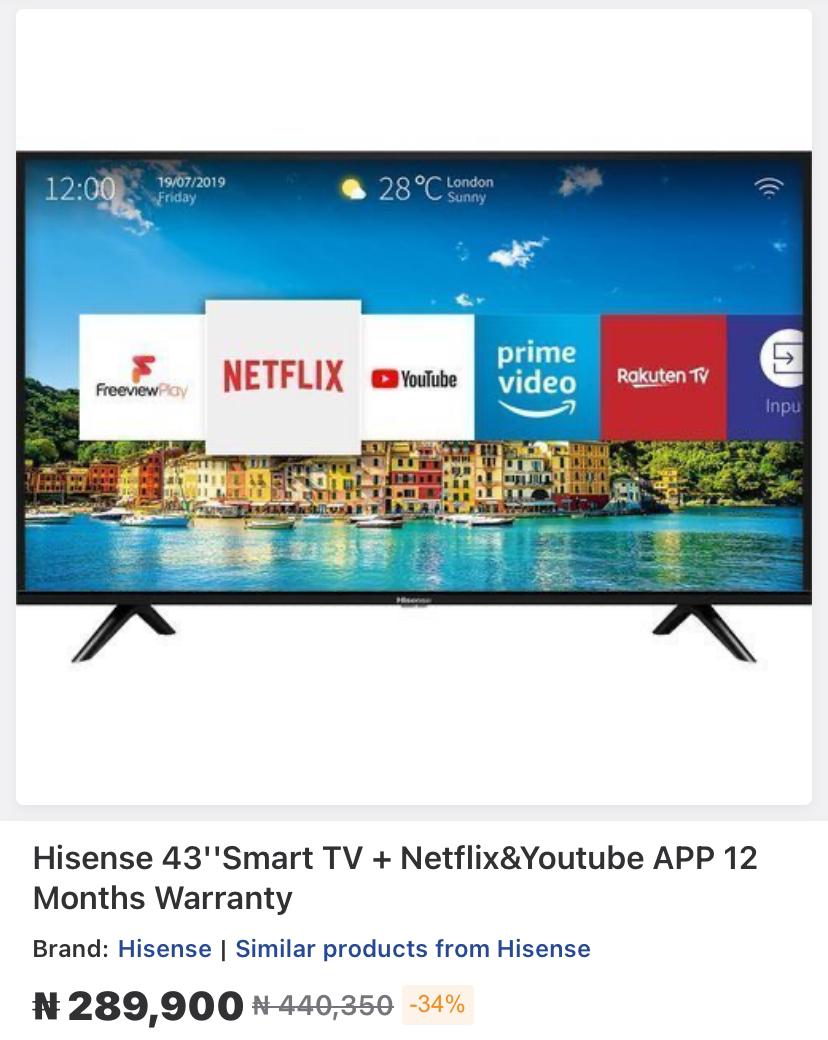 12:00
19/07/2019
Friday
28°C
London
Sunny
FreeviewPlay
NETFLIX
YouTube
prime
video
Rakuten TV
Inpu
Hisense
Hisense 43''Smart TV + Netflix&Youtube APP 12
Months Warranty
Brand: Hisense | Similar products from Hisense
₦ 289,900 ₦ 440,350 -34%